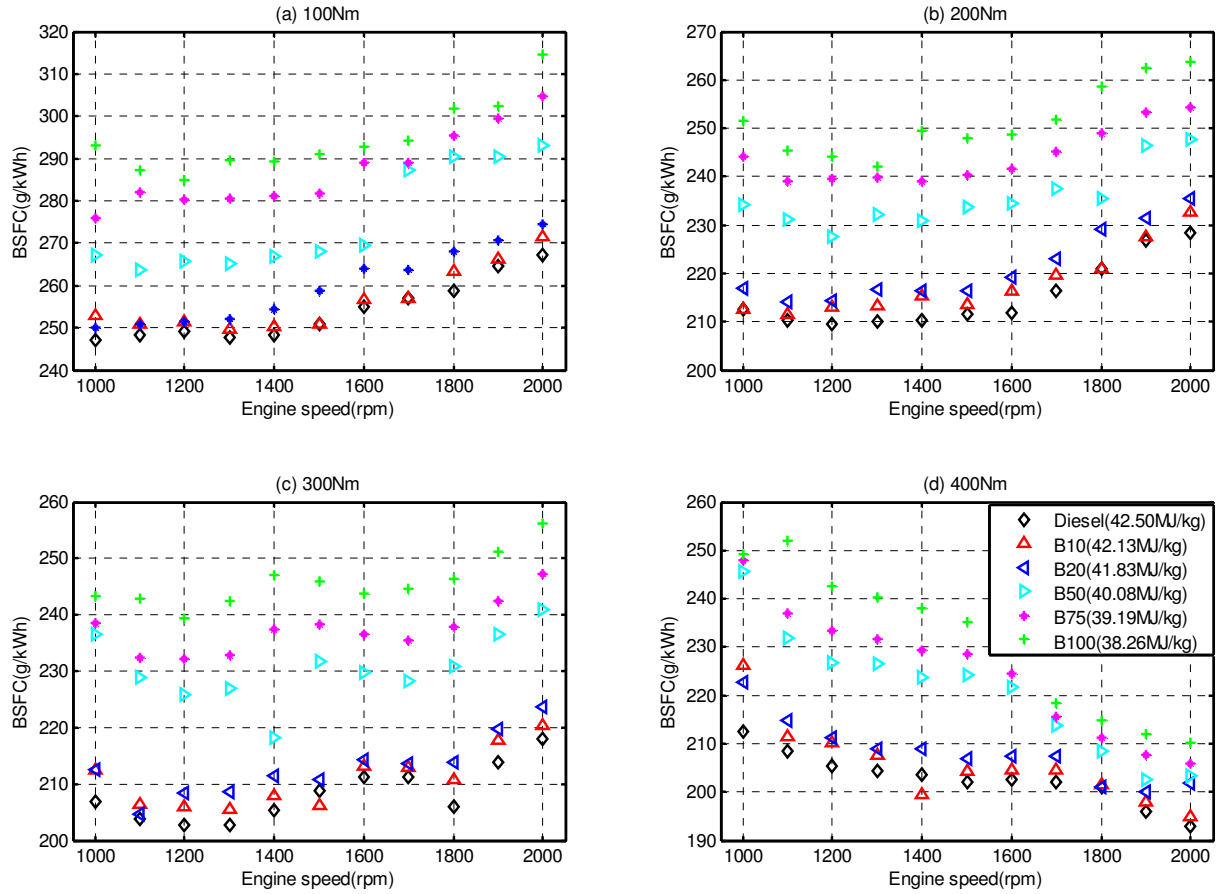 (a) 100Nm
320
310
300
290
280
270
260
250
240
BSFC(g/kWh)
1000 1200 1400 1600 1800 2000
Engine speed(rpm)
(b) 200Nm
270
260
250
240
230
220
210
200
BSFC(g/kWh)
1000 1200 1400 1600 1800 2000
Engine speed(rpm)
(c) 300Nm
260
250
240
230
220
210
200
BSFC(g/kWh)
1000 1200 1400 1600 1800 2000
Engine speed(rpm)
(d) 400Nm
260
250
240
230
220
210
200
190
BSFC(g/kWh)
1000 1200 1400 1600 1800 2000
Engine speed(rpm)
Diesel(42.50MJ/kg)
B10(42.13MJ/kg)
B20(41.83MJ/kg)
B50(40.08MJ/kg)
B75(39.19MJ/kg)
B100(38.26MJ/kg)